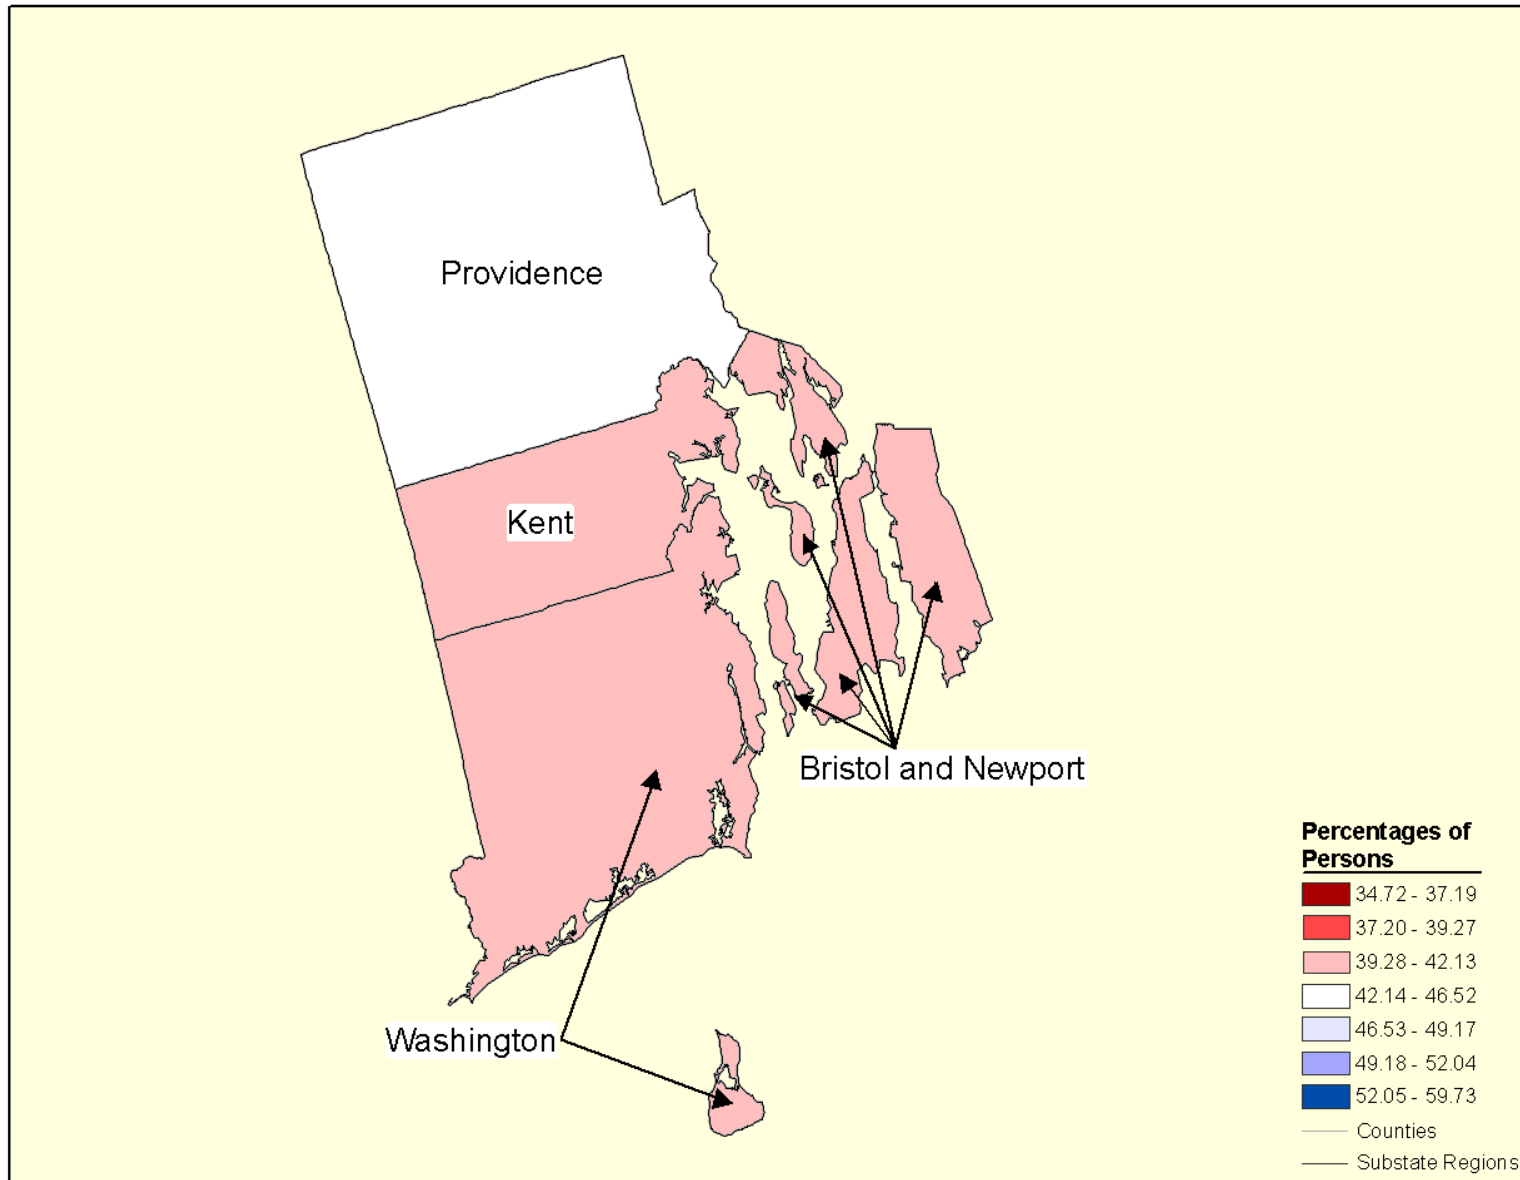 Providence
Kent
Bristol and Newport
Washington
Percentages of
Persons
34.72 - 37.19
37.20 - 39.27
39.28 - 42.13
42.14 - 46.52
46.53 - 49.17
49.18 - 52.04
52.05 - 59.73
Counties
Substate Regions